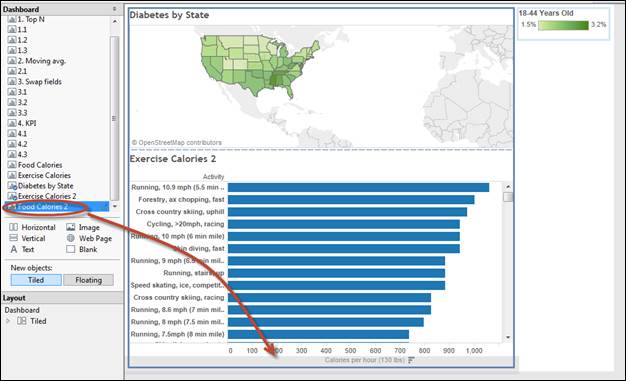 Dashboard
1. Top N
1.1
1.2
1.3
2. Moving avg.
2.1
3. Swap fields
3.1
3.2
3.3
4. KPI
4.1
4.2
4.3
Food Calories
Exercise Calories
Diabetes by State
Exercise Calories 2
Food Calories 2
Horizontal Image
Vertical Web Page
A Text Blank
New objects:
Tiled Floating
Layout
Dashboard
Tiled
Diabetes by State
© OpenStreetMap contributors
Exercise Calories 2
Activity
Running, 10.9 mph (5.5 min ..
Forestry, ax chopping, fast
Cross country skiing, uphill
Cycling, >20mph, racing
Running, 10 mph (6 min mile)
Skin diving, fast
Running, 9 mph (6.5 min mil..
Running, stairs, up
Speed skating, ice, competit..
Cross country skiing, racing
Running, 8.6 mph (7 min mile)
Running, 8 mph (7.5 min mil..
Running, 7.5mph (8 min mile)
0 100 200 300 400 500 600 700 800 900 1,000
Calories per hour (130 lbs)
18-44 Years Old
1.5% 3.2%